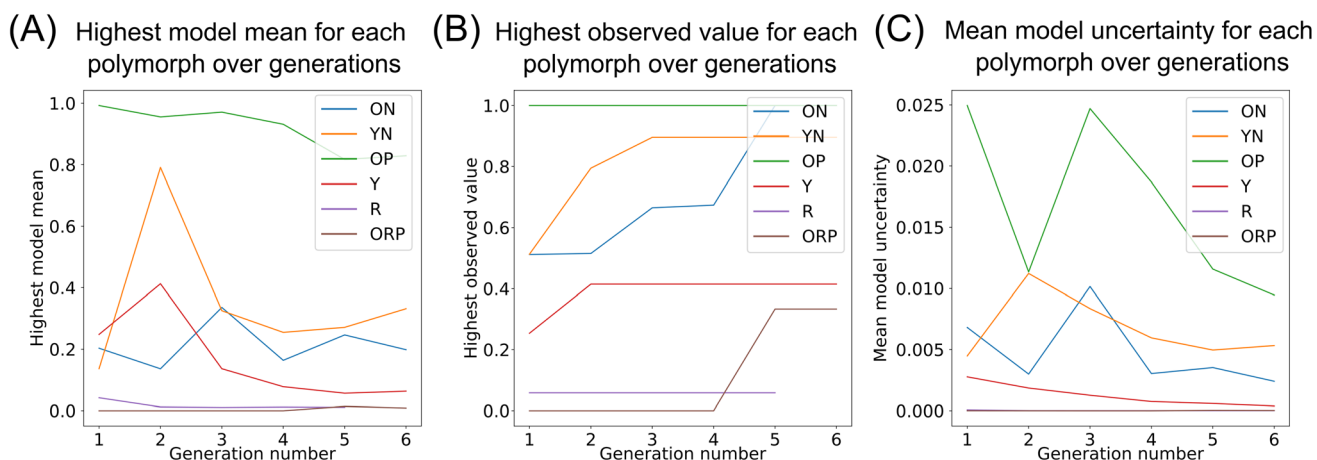 (A) Highest model mean for each
polymorph over generations
Highest model mean
1.0
0.8
0.6
0.4
0.2
0.0
ON
YN
OP
Y
R
ORP
1 2 3 4 5 6
Generation number
(B) Highest observed value for each
polymorph over generations
Highest observed value
1.0
0.8
0.6
0.4
0.2
0.0
ON
YN
OP
Y
R
ORP
1 2 3 4 5 6
Generation number
(C) Mean model uncertainty for each
polymorph over generations
Mean model uncertainty
0.025
0.020
0.015
0.010
0.005
0.000
ON
YN
OP
Y
R
ORP
1 2 3 4 5 6
Generation number